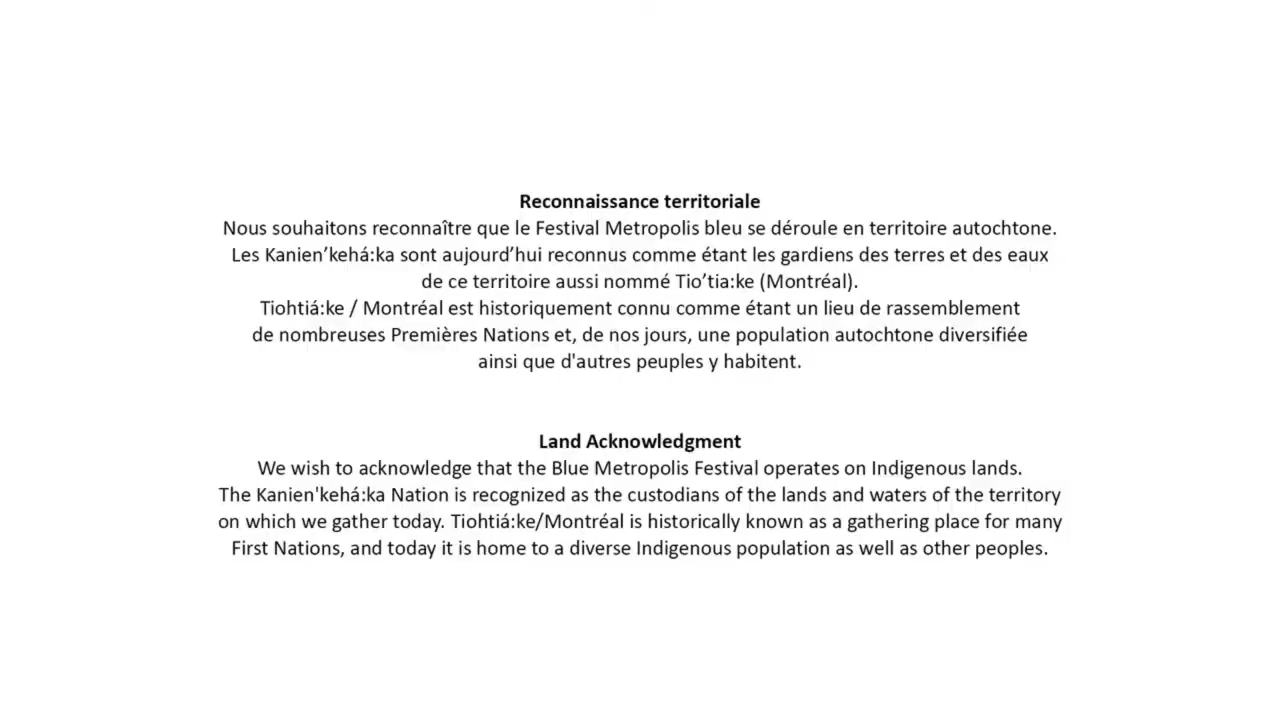 Reconnaissance territoriale
Nous souhaitons reconnaître que le Festival Metropolis bleu se déroule en territoire autochtone.
Les Kanien’kehá:ka sont aujourd’hui reconnus comme étant les gardiens des terres et des eaux
de ce territoire aussi nommé Tio’tia:ke (Montréal).
Tiohtiá:ke / Montréal est historiquement connu comme étant un lieu de rassemblement
de nombreuses Premières Nations et, de nos jours, une population autochtone diversifiée
ainsi que d'autres peuples y habitent.
Land Acknowledgment
We wish to acknowledge that the Blue Metropolis Festival operates on Indigenous lands.
The Kanien'kehá:ka Nation is recognized as the custodians of the lands and waters of the territory
on which we gather today. Tiohtiá:ke/Montréal is historically known as a gathering place for many
First Nations, and today it is home to a diverse Indigenous population as well as other peoples.